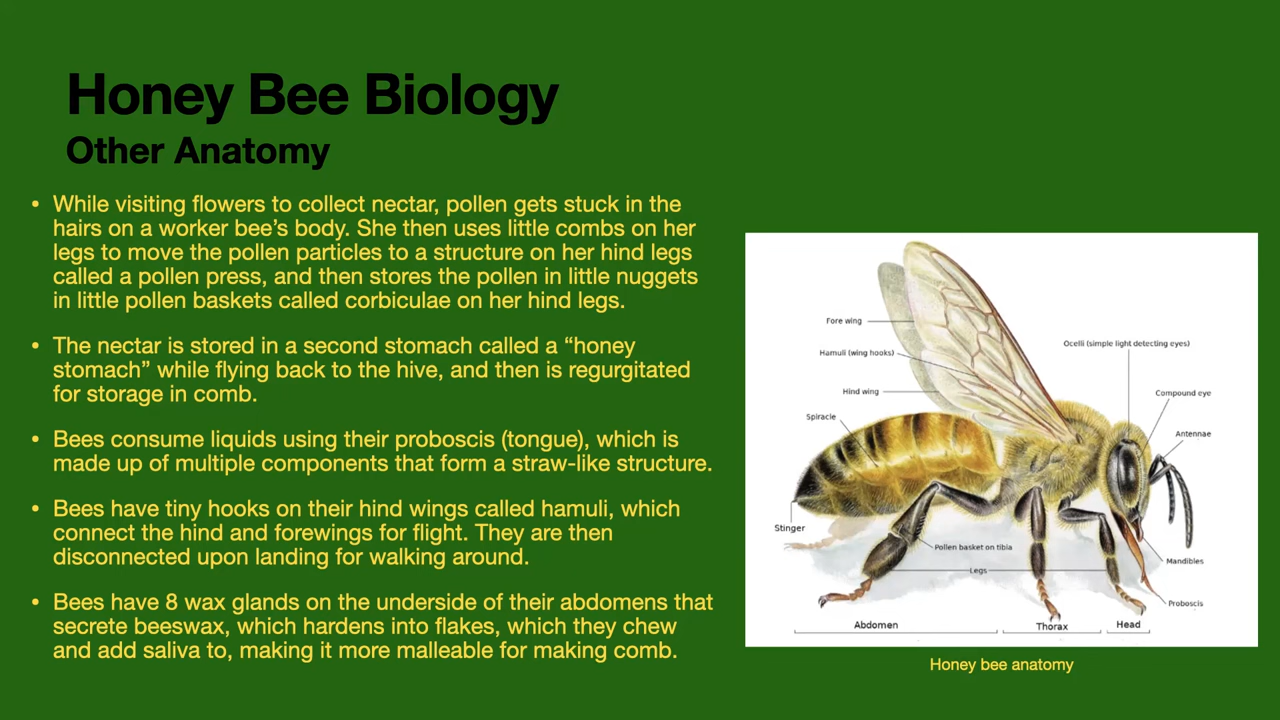 Honey Bee Biology
Other Anatomy
• While visiting flowers to collect nectar, pollen gets stuck in the
hairs on a worker bee's body. She then uses little combs on her
legs to move the pollen particles to a structure on her hind legs
called a pollen press, and then stores the pollen in little nuggets
in little pollen baskets called corbiculae on her hind legs.
• The nectar is stored in a second stomach called a “honey
stomach” while flying back to the hive, and then is regurgitated
for storage in comb.
• Bees consume liquids using their proboscis (tongue), which is
made up of multiple components that form a straw-like structure.
• Bees have tiny hooks on their hind wings called hamuli, which
connect the hind and forewings for flight. They are then
disconnected upon landing for walking around.
• Bees have 8 wax glands on the underside of their abdomens that
secrete beeswax, which hardens into flakes, which they chew
and add saliva to, making it more malleable for making comb.
Fore wing
Hamuli (wing hooks)
Hind wing
Spiracle
Stinger
Ocelli (simple light detecting eyes)
Compound eye
Antennae
Pollen basket on tibia
Legs
Mandibles
Proboscis
Abdomen
Thorax
Head
Honey bee anatomy